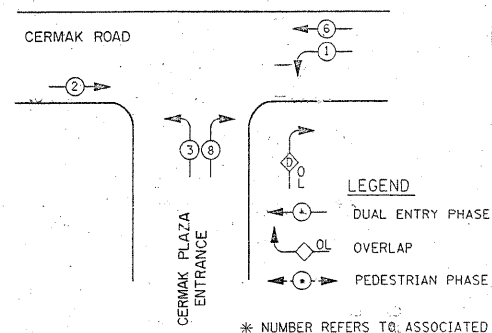 CERMAK ROAD
6
1
2
3 8
D
OL
LEGEND
* DUAL ENTRY PHASE
OL OVERLAP
* PEDESTRIAN PHASE
CERMAK PLAZA
ENTRANCE
* NUMBER REFERS TO ASSOCIATED